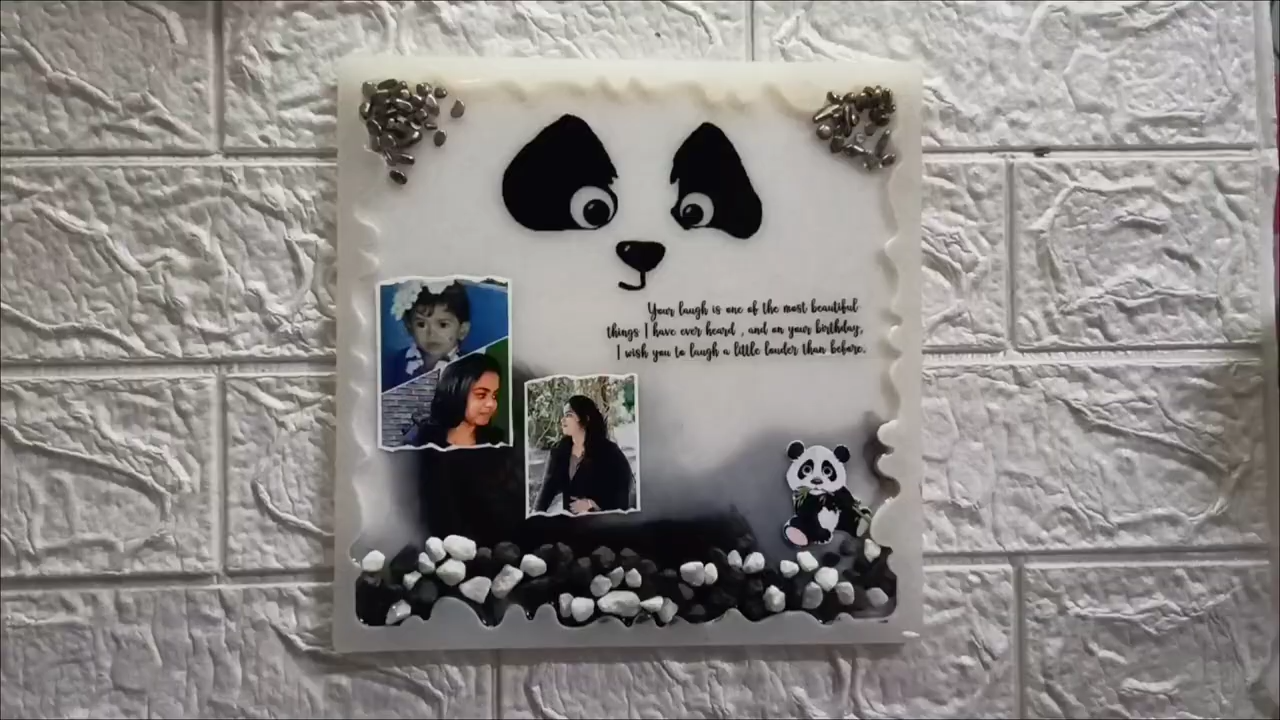 Your laugh is one of the most beautiful
things I have ever heard , and on your birthday,
I wish you to laugh a little louder than before.